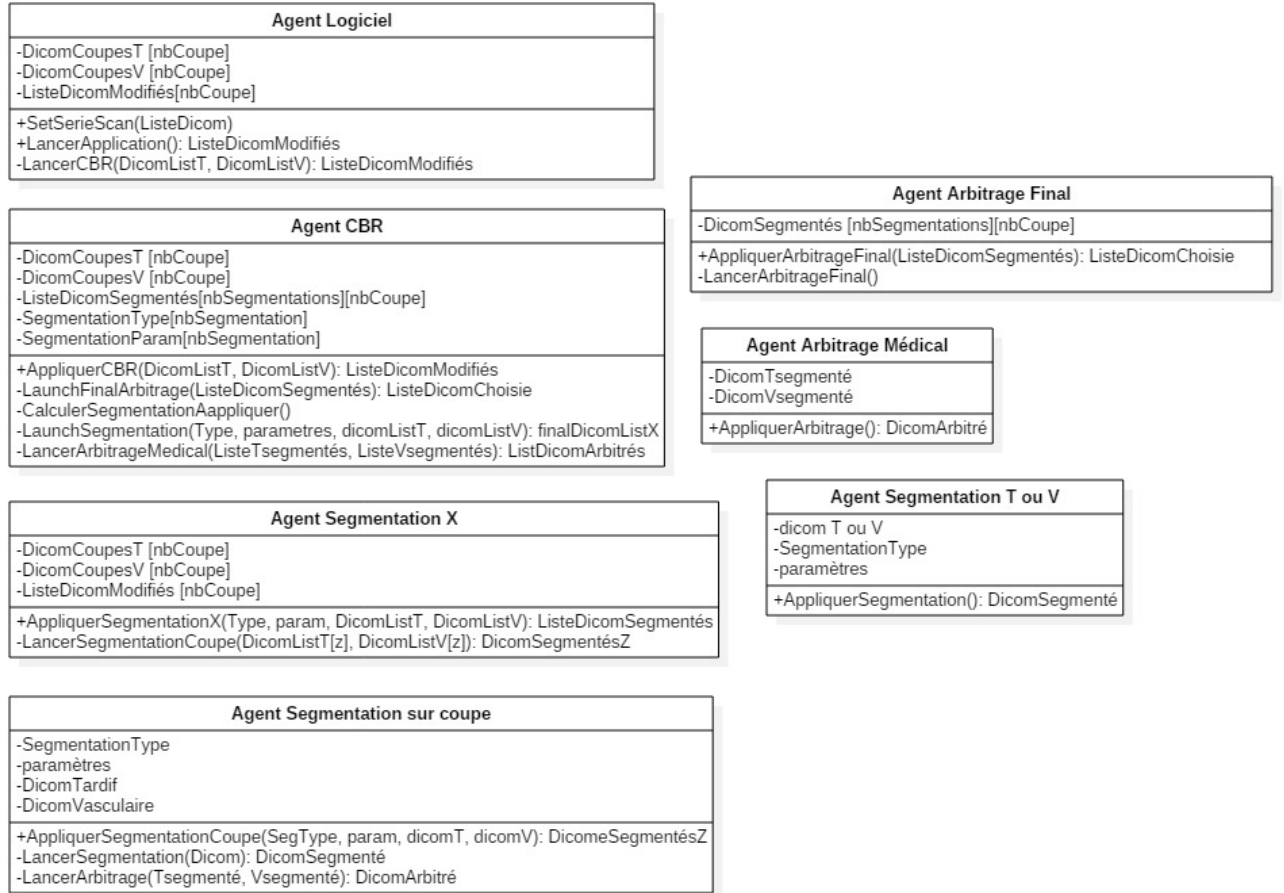 Agent Logiciel
-DicomCoupesT [nbCoupe]
-DicomCoupesV [nbCoupe]
-ListeDicomModifiés[nbCoupe]
+SetSerieScan(ListeDicom)
+LancerApplication(): ListeDicomModifiés
-LancerCBR(DicomListT, DicomListV): ListeDicomModifiés
Agent CBR
-DicomCoupesT [nbCoupe]
-DicomCoupesV [nbCoupe]
-ListeDicomSegmentés[nbSegmentations][nbCoupe]
-SegmentationType[nbSegmentation]
-SegmentationParam[nbSegmentation]
+AppliquerCBR(DicomListT, DicomListV): ListeDicomModifiés
-LaunchFinalArbitrage(ListeDicomSegmentés): ListeDicomChoisie
-CalculerSegmentationAappliquer()
-LaunchSegmentation(Type, parametres, dicomListT, dicomListV): finalDicomListX
-LancerArbitrageMedical(ListeTsegmentés, ListeVsegmentés): ListDicomArbitrés
Agent Segmentation X
-DicomCoupesT [nbCoupe]
-DicomCoupesV [nbCoupe]
-ListeDicomModifiés [nbCoupe]
+AppliquerSegmentationX(Type, param, DicomListT, DicomListV): ListeDicomSegmentés
-LancerSegmentationCoupe(DicomListT[z], DicomListV[z]): DicomSegmentésZ
Agent Segmentation sur coupe
-SegmentationType
-paramètres
-DicomTardif
-DicomVasculaire
+AppliquerSegmentationCoupe(SegType, param, dicomT, dicomV): DicomeSegmentésZ
-LancerSegmentation(Dicom): DicomSegmenté
-LancerArbitrage(Tsegmenté, Vsegmenté): DicomArbitré
Agent Arbitrage Final
-DicomSegmentés [nbSegmentations][nbCoupe]
+AppliquerArbitrageFinal(ListeDicomSegmentés): ListeDicomChoisie
-LancerArbitrageFinal()
Agent Arbitrage Médical
-DicomTsegmenté
-DicomVsegmenté
+AppliquerArbitrage(): DicomArbitré
Agent Segmentation T ou V
-dicom T ou V
-SegmentationType
-paramètres
+AppliquerSegmentation(): DicomSegmenté